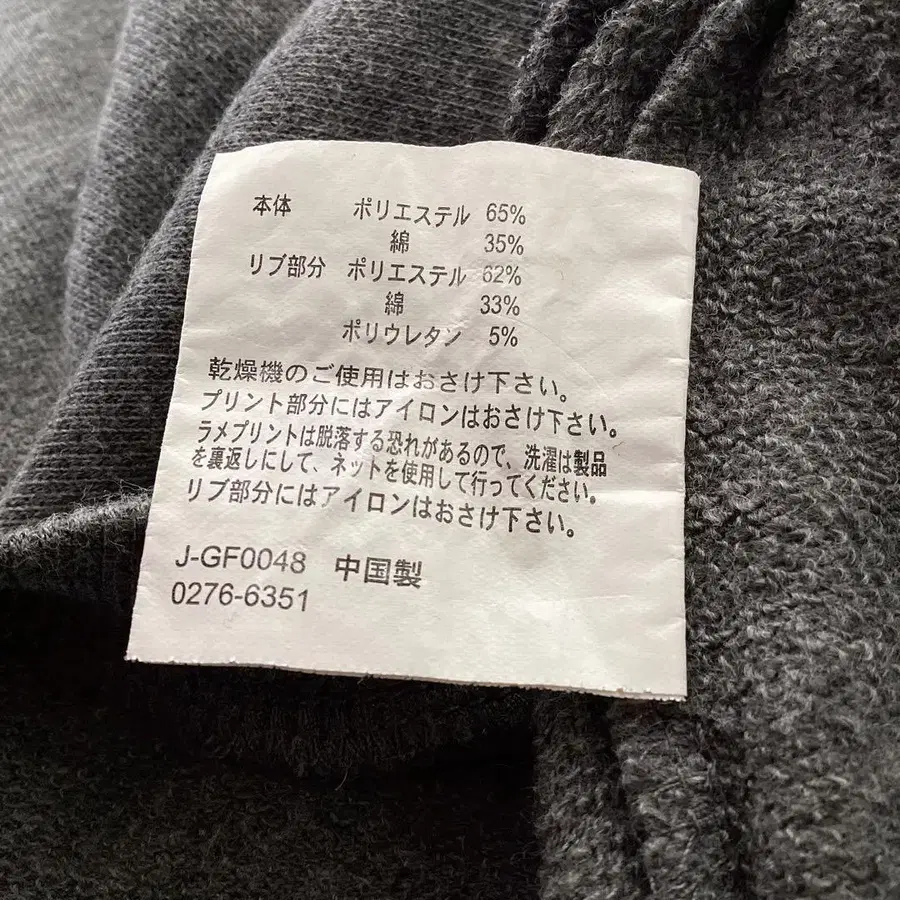 本体 ポリエステル 65%
綿 35%
リブ部分 ポリエステル 62%
綿 33%
ポリウレタン 5%
乾燥機のご使用はおさけ下さい。
プリント部分にはアイロンはおさけ下さい。
ラメプリントは脱落する恐れがあるので、洗濯は製品
を裏返しにして、ネットを使用して行ってください。
リブ部分にはアイロンはおさけ下さい。
J-GF0048 中国製
0276-6351